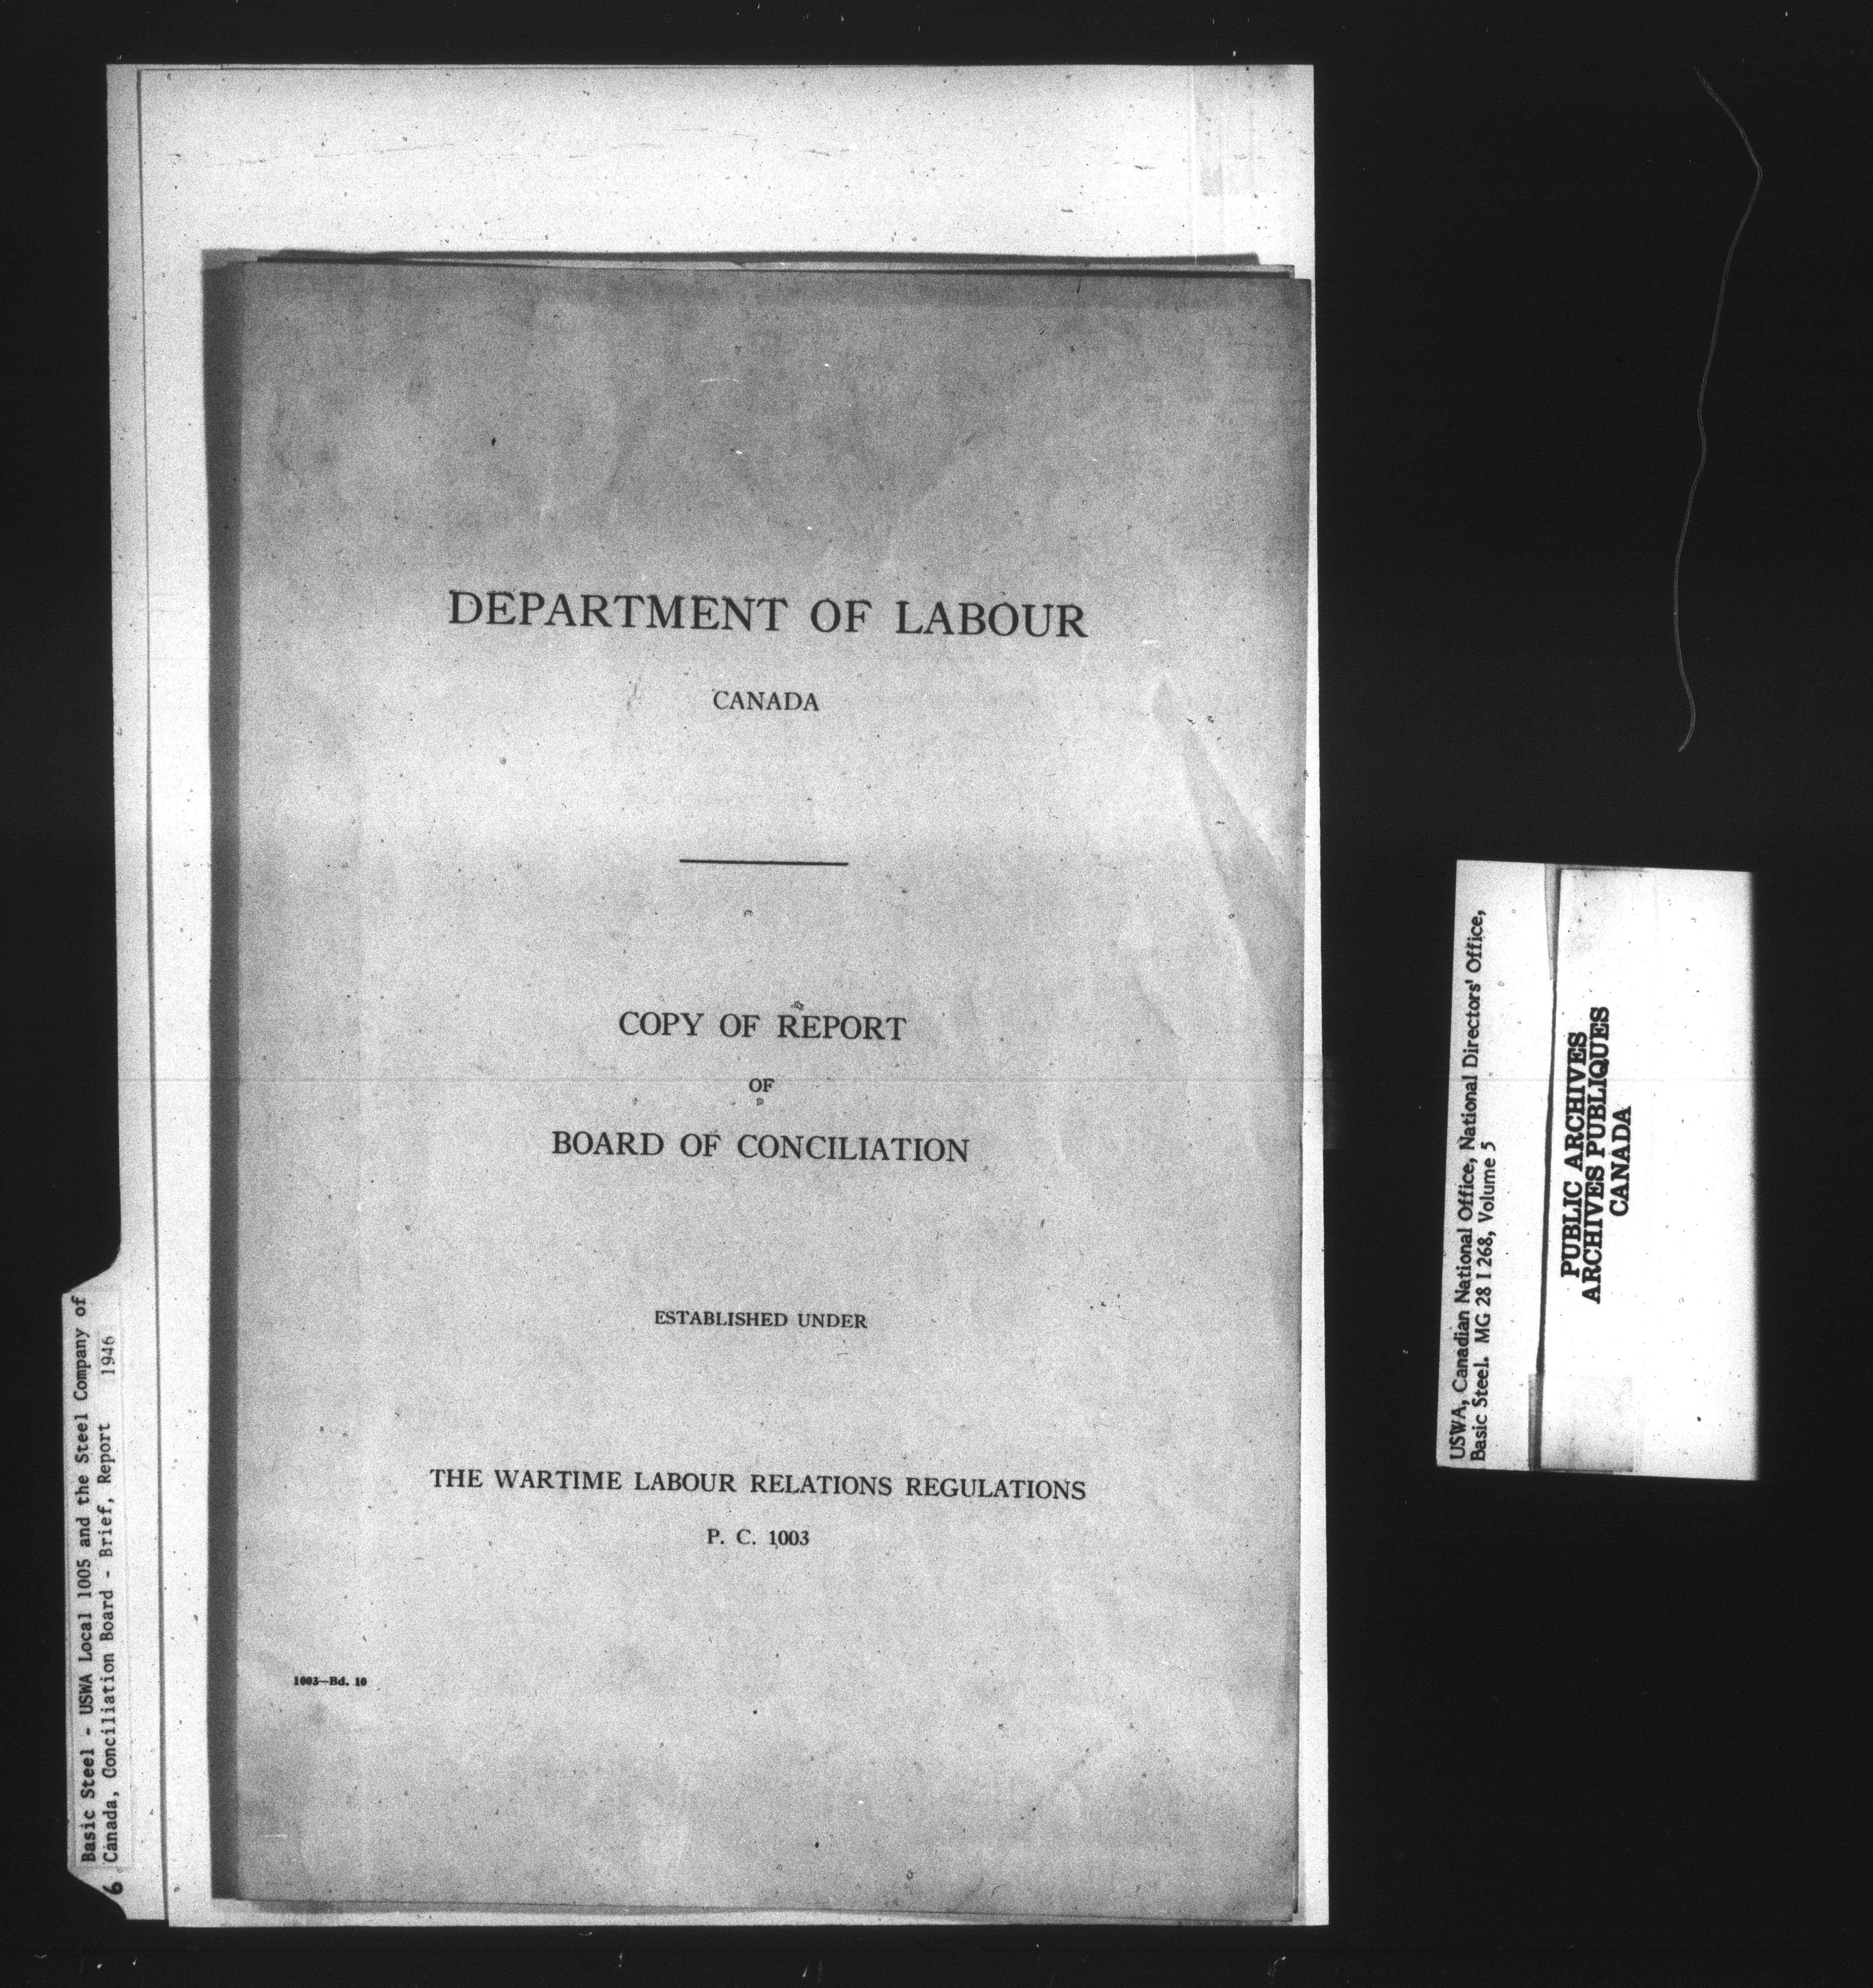 DEPARTMENT OF LABOUR
CANADA
COPY OF REPORT
OF
BOARD OF CONCILIATION
ESTABLISHED UNDER
THE WARTIME LABOUR RELATIONS REGULATIONS
P. C. 1003
1003—Bd. 10
Basic Steel - USWA Local 1005 and the Steel Company of
Canada, Conciliation Board - Brief, Report 1946
6
USWA, Canadian National Office, National Directors' Office,
Basic Steel. MG 28 I 268, Volume 5
PUBLIC ARCHIVES
ARCHIVES PUBLIQUES
CANADA